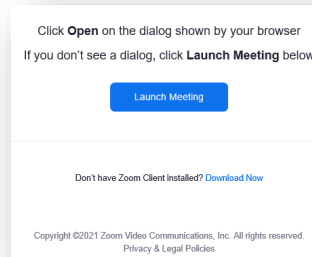 Click Open on the dialog shown by your browser
If you don't see a dialog, click Launch Meeting below
Launch Meeting
Don't have Zoom Client installed? Download Now
Copyright ©2021 Zoom Video Communications, Inc. All rights reserved.
Privacy & Legal Policies